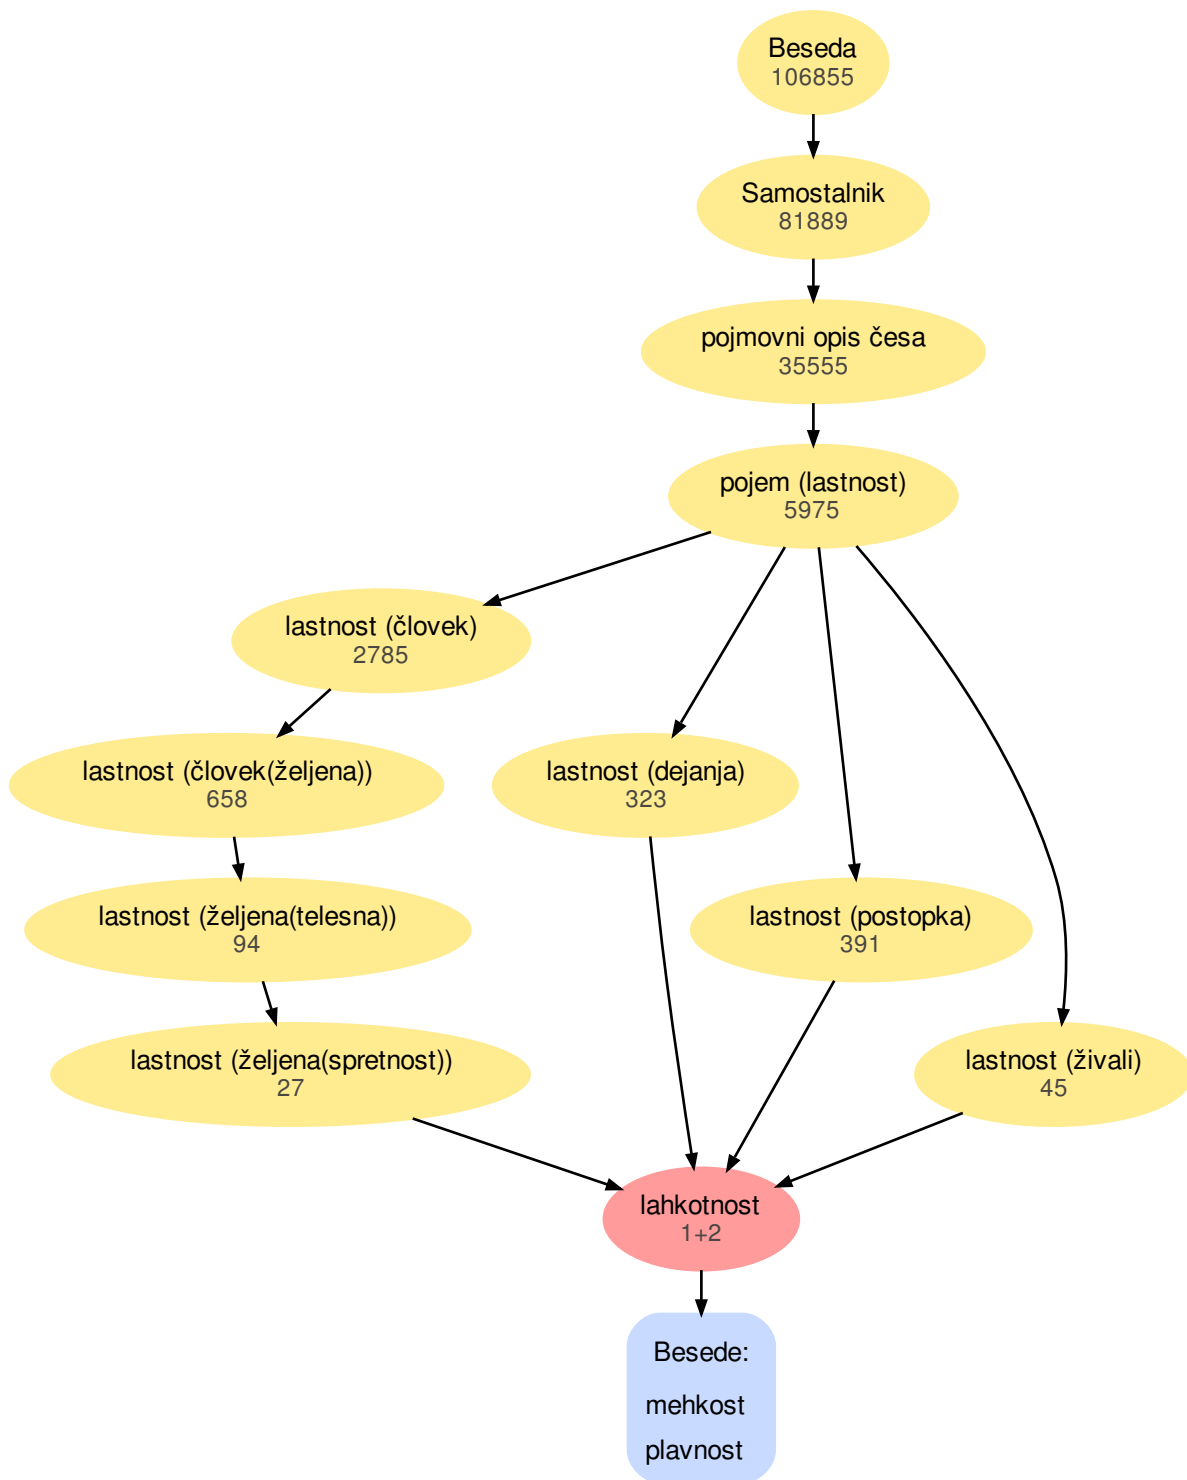 Beseda
106855
Samostalnik
81889
pojmovni opis česa
35555
pojem (lastnost)
5975
lastnost (človek)
2785
lastnost (človek(željena))
658
lastnost (dejanja)
323
lastnost (željena(telesna))
94
lastnost (postopka)
391
lastnost (željena(spretnost))
27
lastnost (živali)
45
lahkotnost
1+2
Besede:
mehkost
plavnost